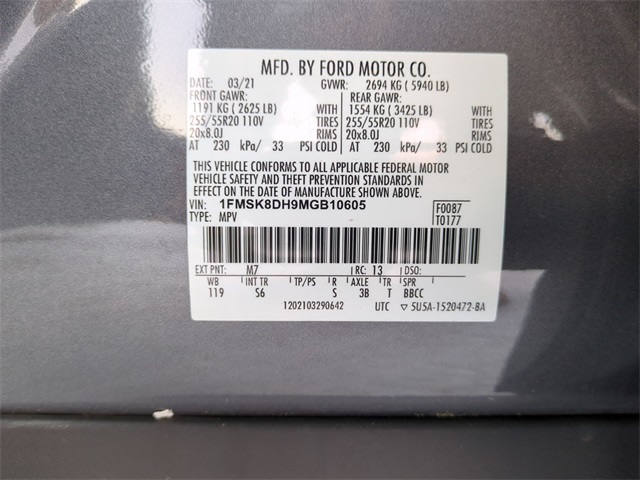 MFD. BY FORD MOTOR CO.
DATE: 03/21 GVWR: 2694 KG ( 5940 LB)
FRONT GAWR: REAR GAWR:
1191 KG ( 2625 LB) WITH 1554 KG ( 3425 LB) WITH
255/55R20 110V TIRES 255/55R20 110V TIRES
20x8.0J RIMS 20x8.0J RIMS
AT 230 kPa/ 33 PSI COLD AT 230 kPa/ 33 PSI COLD
THIS VEHICLE CONFORMS TO ALL APPLICABLE FEDERAL MOTOR
VEHICLE SAFETY AND THEFT PREVENTION STANDARDS IN
EFFECT ON THE DATE OF MANUFACTURE SHOWN ABOVE.
VIN: 1FMSK8DH9MGB10605 F0087
TYPE: MPV T0177
EXT PNT: M7 RC: 13 DSO:
WB INT TR TP/PS R AXLE TR SPR
119 S6 S 3B T BBCC
1202103290642 UTC ▽ 5U5A-1520472-BA